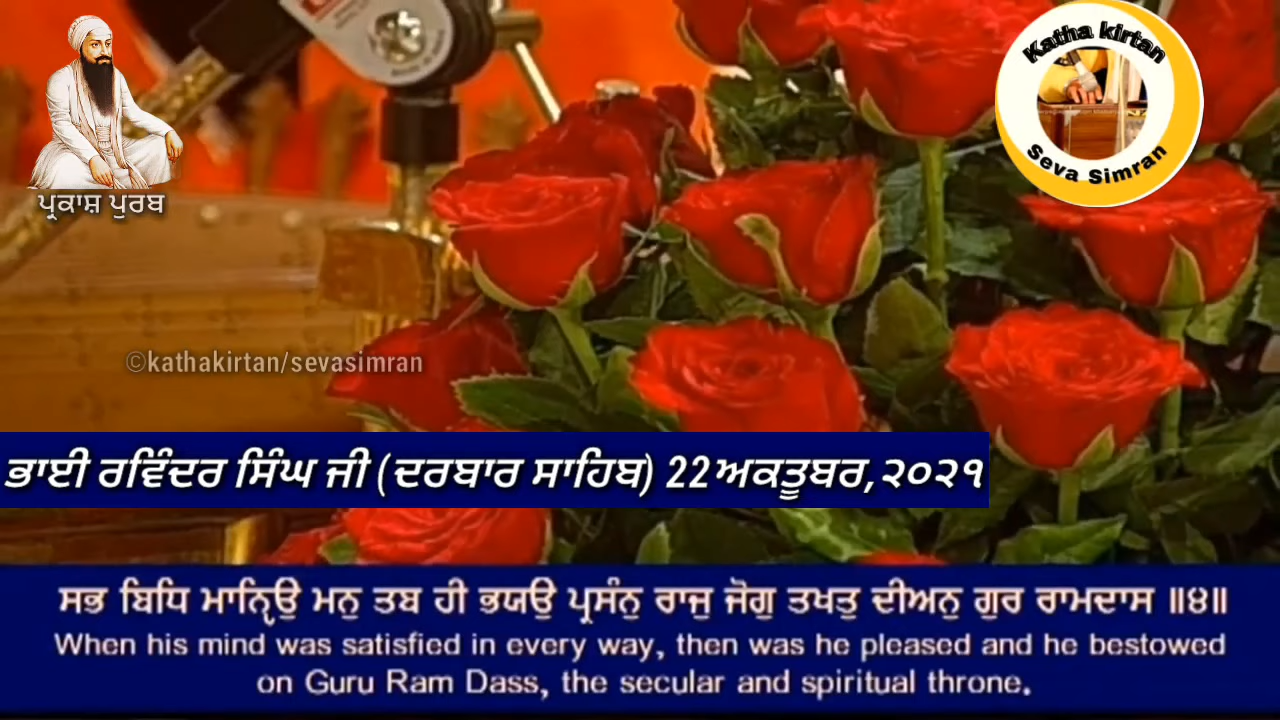 Katha kirtan
Seva Simran
ਪ੍ਰਕਾਸ਼ ਪੁਰਬ
©kathakirtan/sevasimran
ਭਾਈ ਰਵਿੰਦਰ ਸਿੰਘ ਜੀ (ਦਰਬਾਰ ਸਾਹਿਬ) 22ਅਕਤੂਬਰ,੨੦੨੧
ਸਭ ਬਿਧਿ ਮਾਨੵਿਉ ਮਨੁ ਤਬ ਹੀ ਭਯਉ ਪ੍ਰਸੰਨੁ ਰਾਜੁ ਜੋਗੁ ਤਖਤੁ ਦੀਅਨੁ ਗੁਰ ਰਾਮਦਾਸ ॥੪॥
When his mind was satisfied in every way, then was he pleased and he bestowed
on Guru Ram Dass, the secular and spiritual throne.